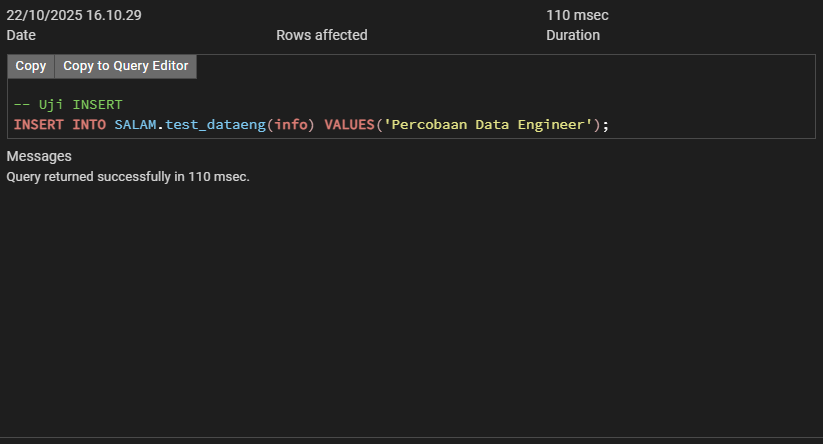 22/10/2025 16.10.29 110 msec
Date Rows affected Duration
Copy Copy to Query Editor
-- Uji INSERT
INSERT INTO SALAM.test_dataeng(info) VALUES('Percobaan Data Engineer');
Messages
Query returned successfully in 110 msec.